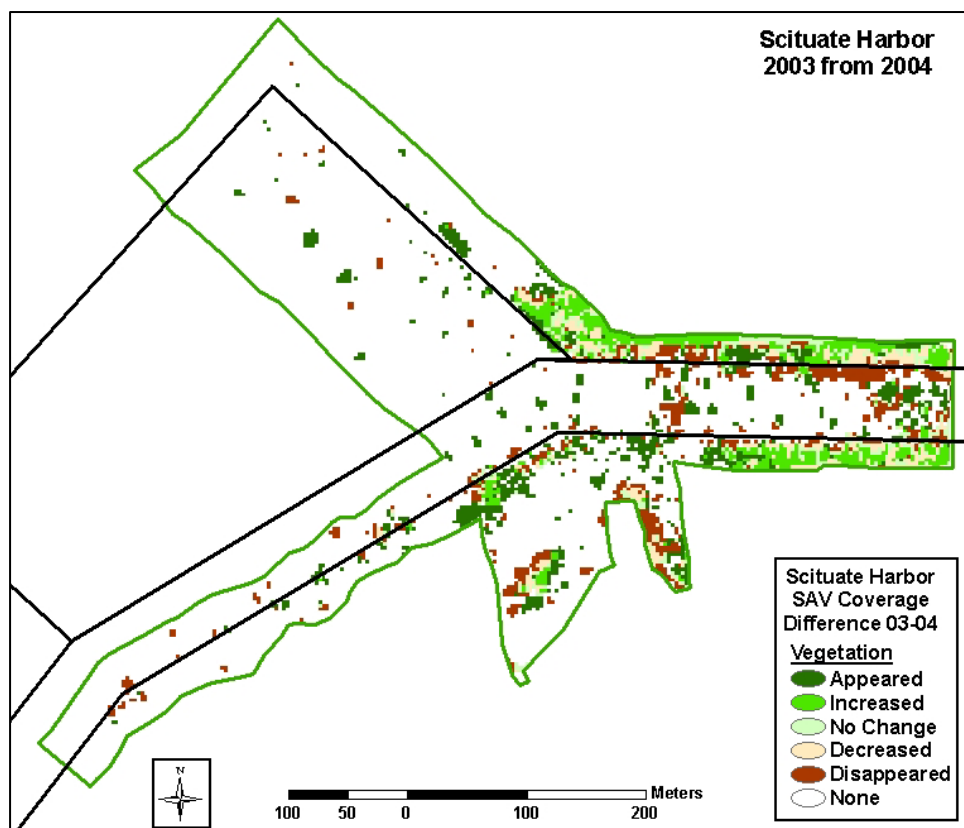 Scituate Harbor
2003 from 2004
Scituate Harbor
SAV Coverage
Difference 03-04
Vegetation
Appeared
Increased
No Change
Decreased
Disappeared
None
N
Meters
100 50 0 100 200